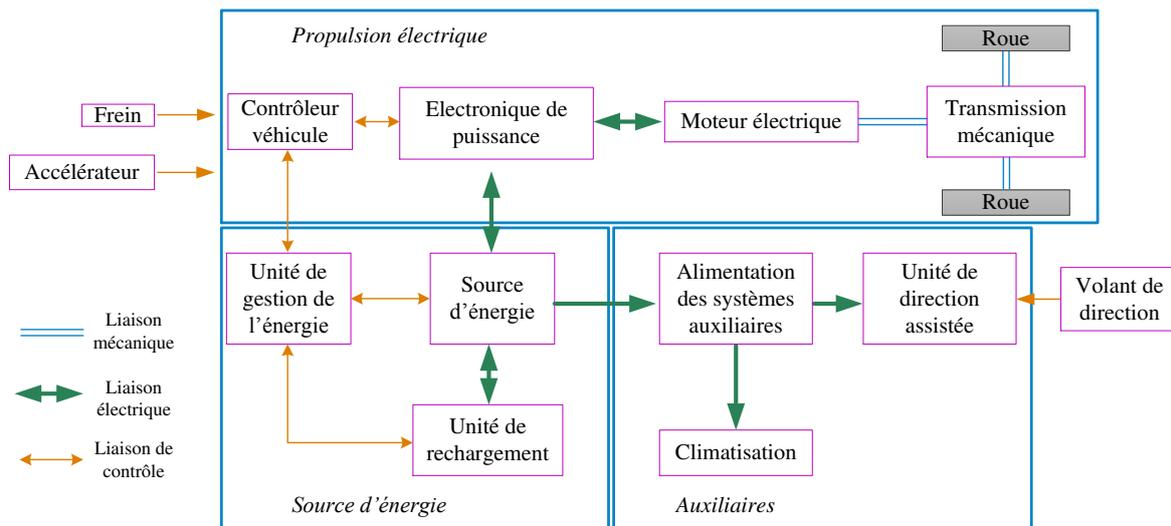 Propulsion électrique
Roue
Frein
Contrôleur
véhicule
Electronique de
puissance
Moteur électrique
Transmission
mécanique
Accélérateur
Roue
Unité de
gestion de
l’énergie
Source
d’énergie
Alimentation
des systèmes
auxiliaires
Unité de
direction
assistée
Volant de
direction
Liaison
mécanique
Liaison
électrique
Liaison de
contrôle
Unité de
rechargement
Climatisation
Source d’énergie
Auxiliaires